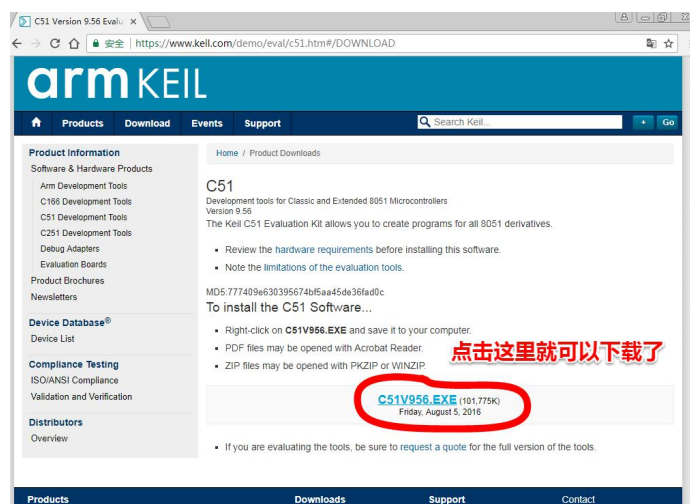 C51 Version 9.56 Evalu
安全 https://www.keil.com/demo/eval/c51.htm#/DOWNLOAD
arm KEIL
Products Download Events Support Search Keil... + Go
Product Information
Software & Hardware Products
Arm Development Tools
C166 Development Tools
C51 Development Tools
C251 Development Tools
Debug Adapters
Evaluation Boards
Product Brochures
Newsletters
Device Database®
Device List
Compliance Testing
ISO/ANSI Compliance
Validation and Verification
Distributors
Overview
Home / Product Downloads
C51
Development tools for Classic and Extended 8051 Microcontrollers
Version 9.56
The Keil C51 Evaluation Kit allows you to create programs for all 8051 derivatives.
Review the hardware requirements before installing this software.
Note the limitations of the evaluation tools.
MD5:777409e630395674bf5aa45de36fad0c
To install the C51 Software...
Right-click on C51V956.EXE and save it to your computer.
PDF files may be opened with Acrobat Reader.
ZIP files may be opened with PKZIP or WINZIP.
点击这里就可以下载了
C51V956.EXE (101,775K)
Friday, August 5, 2016
If you are evaluating the tools, be sure to request a quote for the full version of the tools.
Products Downloads Support Contact